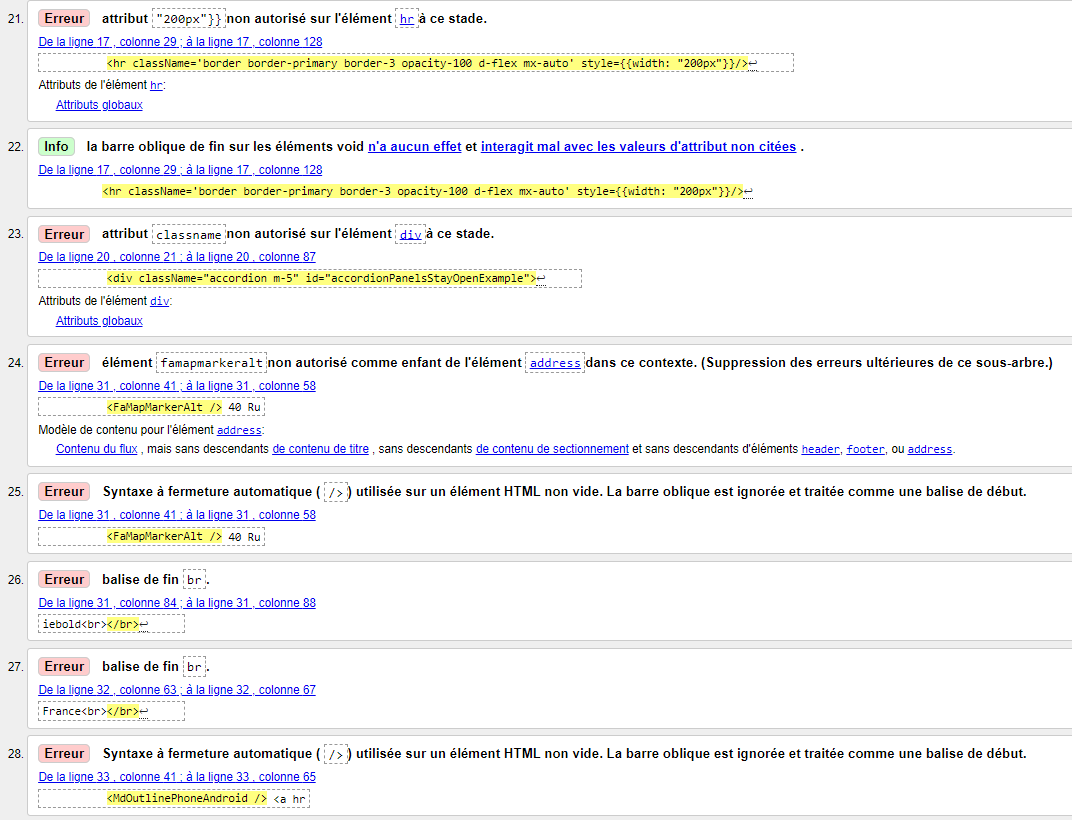 21. Erreur attribut "200px"}} non autorisé sur l'élément hr à ce stade.
De la ligne 17 , colonne 29 ; à la ligne 17 , colonne 128
<hr className='border border-primary border-3 opacity-100 d-flex mx-auto' style={{width: "200px"}}/>↩
Attributs de l'élément hr:
Attributs globaux
22. Info la barre oblique de fin sur les éléments void n'a aucun effet et interagit mal avec les valeurs d'attribut non citées .
De la ligne 17 , colonne 29 ; à la ligne 17 , colonne 128
<hr className='border border-primary border-3 opacity-100 d-flex mx-auto' style={{width: "200px"}}/>↩
23. Erreur attribut classname non autorisé sur l'élément div à ce stade.
De la ligne 20 , colonne 21 ; à la ligne 20 , colonne 87
<div className="accordion m-5" id="accordionPanelsStayOpenExample">↩
Attributs de l'élément div:
Attributs globaux
24. Erreur élément famapmarkeralt non autorisé comme enfant de l'élément address dans ce contexte. (Suppression des erreurs ultérieures de ce sous-arbre.)
De la ligne 31 , colonne 41 ; à la ligne 31 , colonne 58
<FaMapMarkerAlt /> 40 Ru
Modèle de contenu pour l'élément address:
Contenu du flux , mais sans descendants de contenu de titre , sans descendants de contenu de sectionnement et sans descendants d'éléments header, footer, ou address.
25. Erreur Syntaxe à fermeture automatique ( /> ) utilisée sur un élément HTML non vide. La barre oblique est ignorée et traitée comme une balise de début.
De la ligne 31 , colonne 41 ; à la ligne 31 , colonne 58
<FaMapMarkerAlt /> 40 Ru
26. Erreur balise de fin br.
De la ligne 31 , colonne 84 ; à la ligne 31 , colonne 88
iebold<br></br>↩
27. Erreur balise de fin br.
De la ligne 32 , colonne 63 ; à la ligne 32 , colonne 67
France<br></br>↩
28. Erreur Syntaxe à fermeture automatique ( /> ) utilisée sur un élément HTML non vide. La barre oblique est ignorée et traitée comme une balise de début.
De la ligne 33 , colonne 41 ; à la ligne 33 , colonne 65
<MdOutlinePhoneAndroid /> <a hr